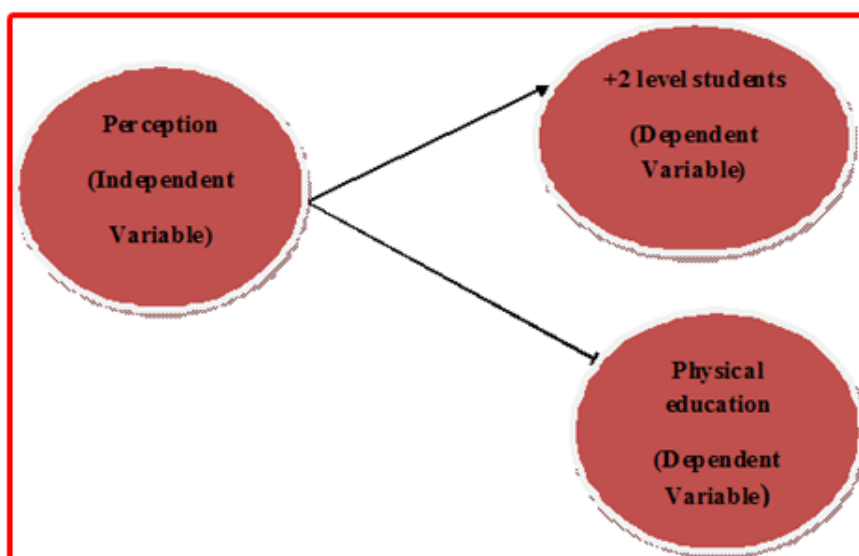 Perception
(Independent
Variable)
+2 level students
(Dependent
Variable)
Physical
education
(Dependent
Variable)